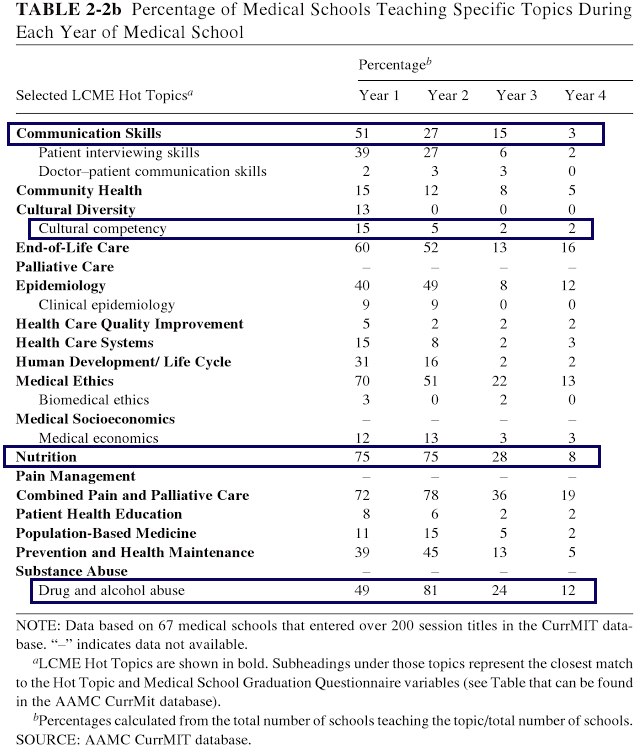 TABLE 2-2b Percentage of Medical Schools Teaching Specific Topics During
Each Year of Medical School
Percentageᵇ
Selected LCME Hot Topicsᵃ Year 1 Year 2 Year 3 Year 4
Communication Skills 51 27 15 3
Patient interviewing skills 39 27 6 2
Doctor–patient communication skills 2 3 3 0
Community Health 15 12 8 5
Cultural Diversity 13 0 0 0
Cultural competency 15 5 2 2
End-of-Life Care 60 52 13 16
Palliative Care – – – –
Epidemiology 40 49 8 12
Clinical epidemiology 9 9 0 0
Health Care Quality Improvement 5 2 2 2
Health Care Systems 15 8 2 3
Human Development/ Life Cycle 31 16 2 2
Medical Ethics 70 51 22 13
Biomedical ethics 3 0 2 0
Medical Socioeconomics – – – –
Medical economics 12 13 3 3
Nutrition 75 75 28 8
Pain Management – – – –
Combined Pain and Palliative Care 72 78 36 19
Patient Health Education 8 6 2 2
Population-Based Medicine 11 15 5 2
Prevention and Health Maintenance 39 45 13 5
Substance Abuse – – – –
Drug and alcohol abuse 49 81 24 12
NOTE: Data based on 67 medical schools that entered over 200 session titles in the CurrMIT data-
base. “–” indicates data not available.
ᵃLCME Hot Topics are shown in bold. Subheadings under those topics represent the closest match
to the Hot Topic and Medical School Graduation Questionnaire variables (see Table that can be found
in the AAMC CurrMit database).
ᵇPercentages calculated from the total number of schools teaching the topic/total number of schools.
SOURCE: AAMC CurrMIT database.